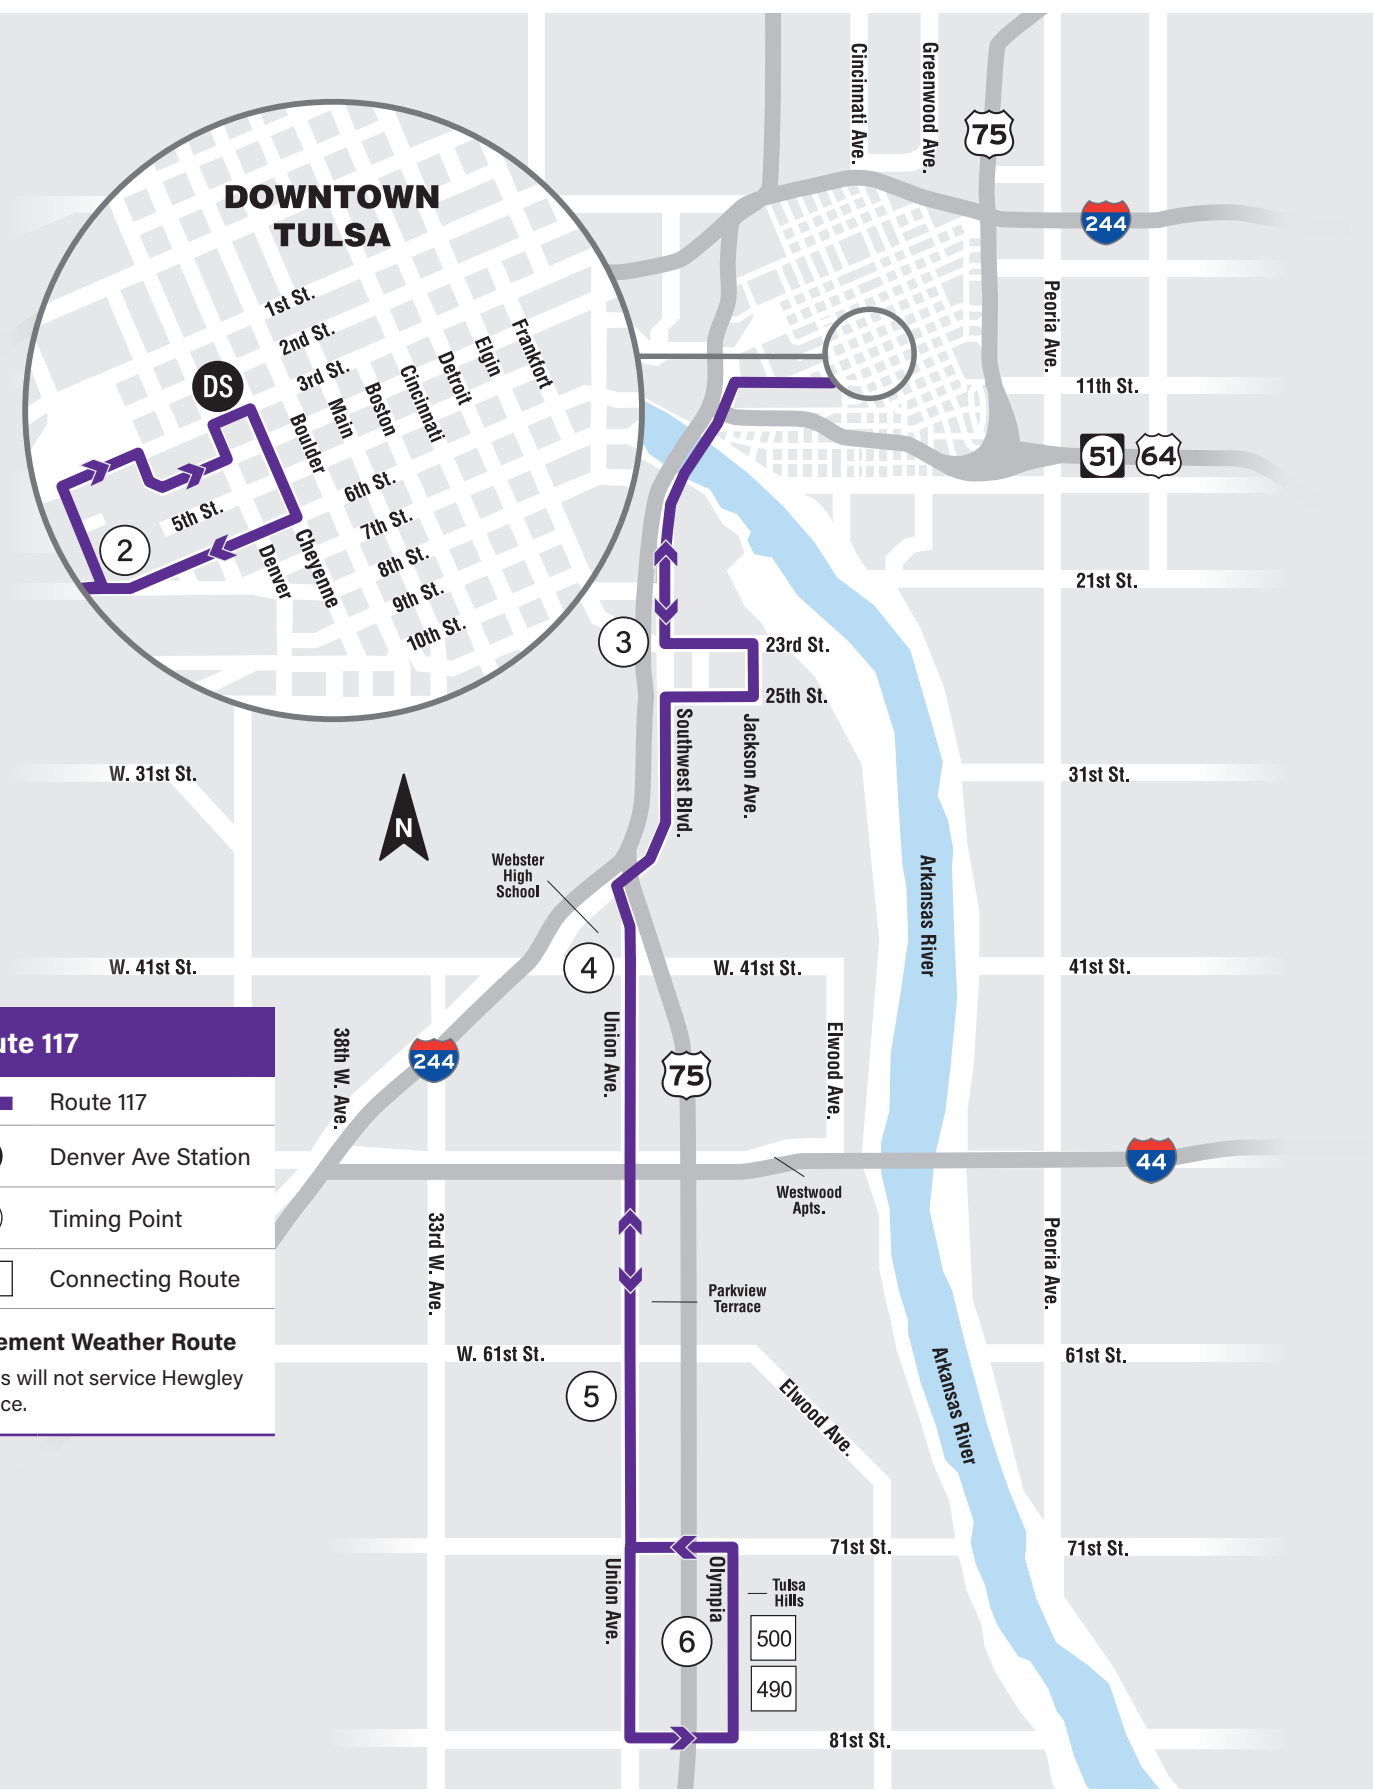 Cincinnati Ave.
Greenwood Ave.
75
244
DOWNTOWN
TULSA
1st St.
2nd St.
3rd St.
Frankfort
Elgin
Detroit
Cincinnati
Boston
Main
Boulder
DS
Peoria Ave.
11th St.
51
64
6th St.
5th St.
7th St.
2
Cheyenne
Denver
8th St.
9th St.
10th St.
21st St.
3
23rd St.
25th St.
Southwest Blvd.
Jackson Ave.
W. 31st St.
31st St.
N
Webster
High
School
Arkansas River
W. 41st St.
4
W. 41st St.
41st St.
ute 117
Route 117
Denver Ave Station
Timing Point
Connecting Route
ement Weather Route
s will not service Hewgley
ce.
38th W. Ave.
244
Union Ave.
75
Elwood Ave.
44
Westwood
Apts.
33rd W. Ave.
Peoria Ave.
Parkview
Terrace
W. 61st St.
61st St.
5
Elwood Ave.
Arkansas River
71st St.
71st St.
Union Ave.
Olympia
Tulsa
Hills
6
500
490
81st St.